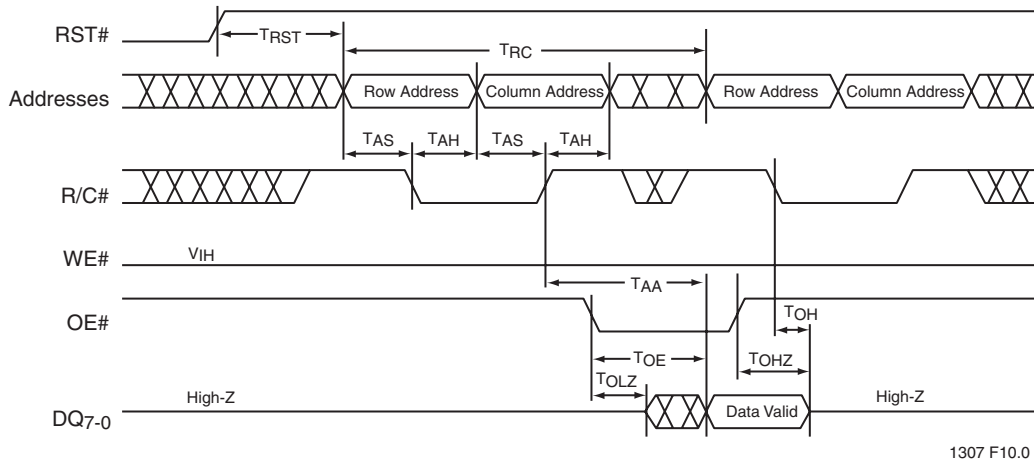 RST#
TRST
TRC
Addresses
Row Address
Column Address
Row Address
Column Address
TAS
TAH
TAS
TAH
R/C#
WE#
VIH
TAA
OE#
TOH
TOE
TOHZ
TOLZ
DQ7-0
High-Z
Data Valid
High-Z
1307 F10.0